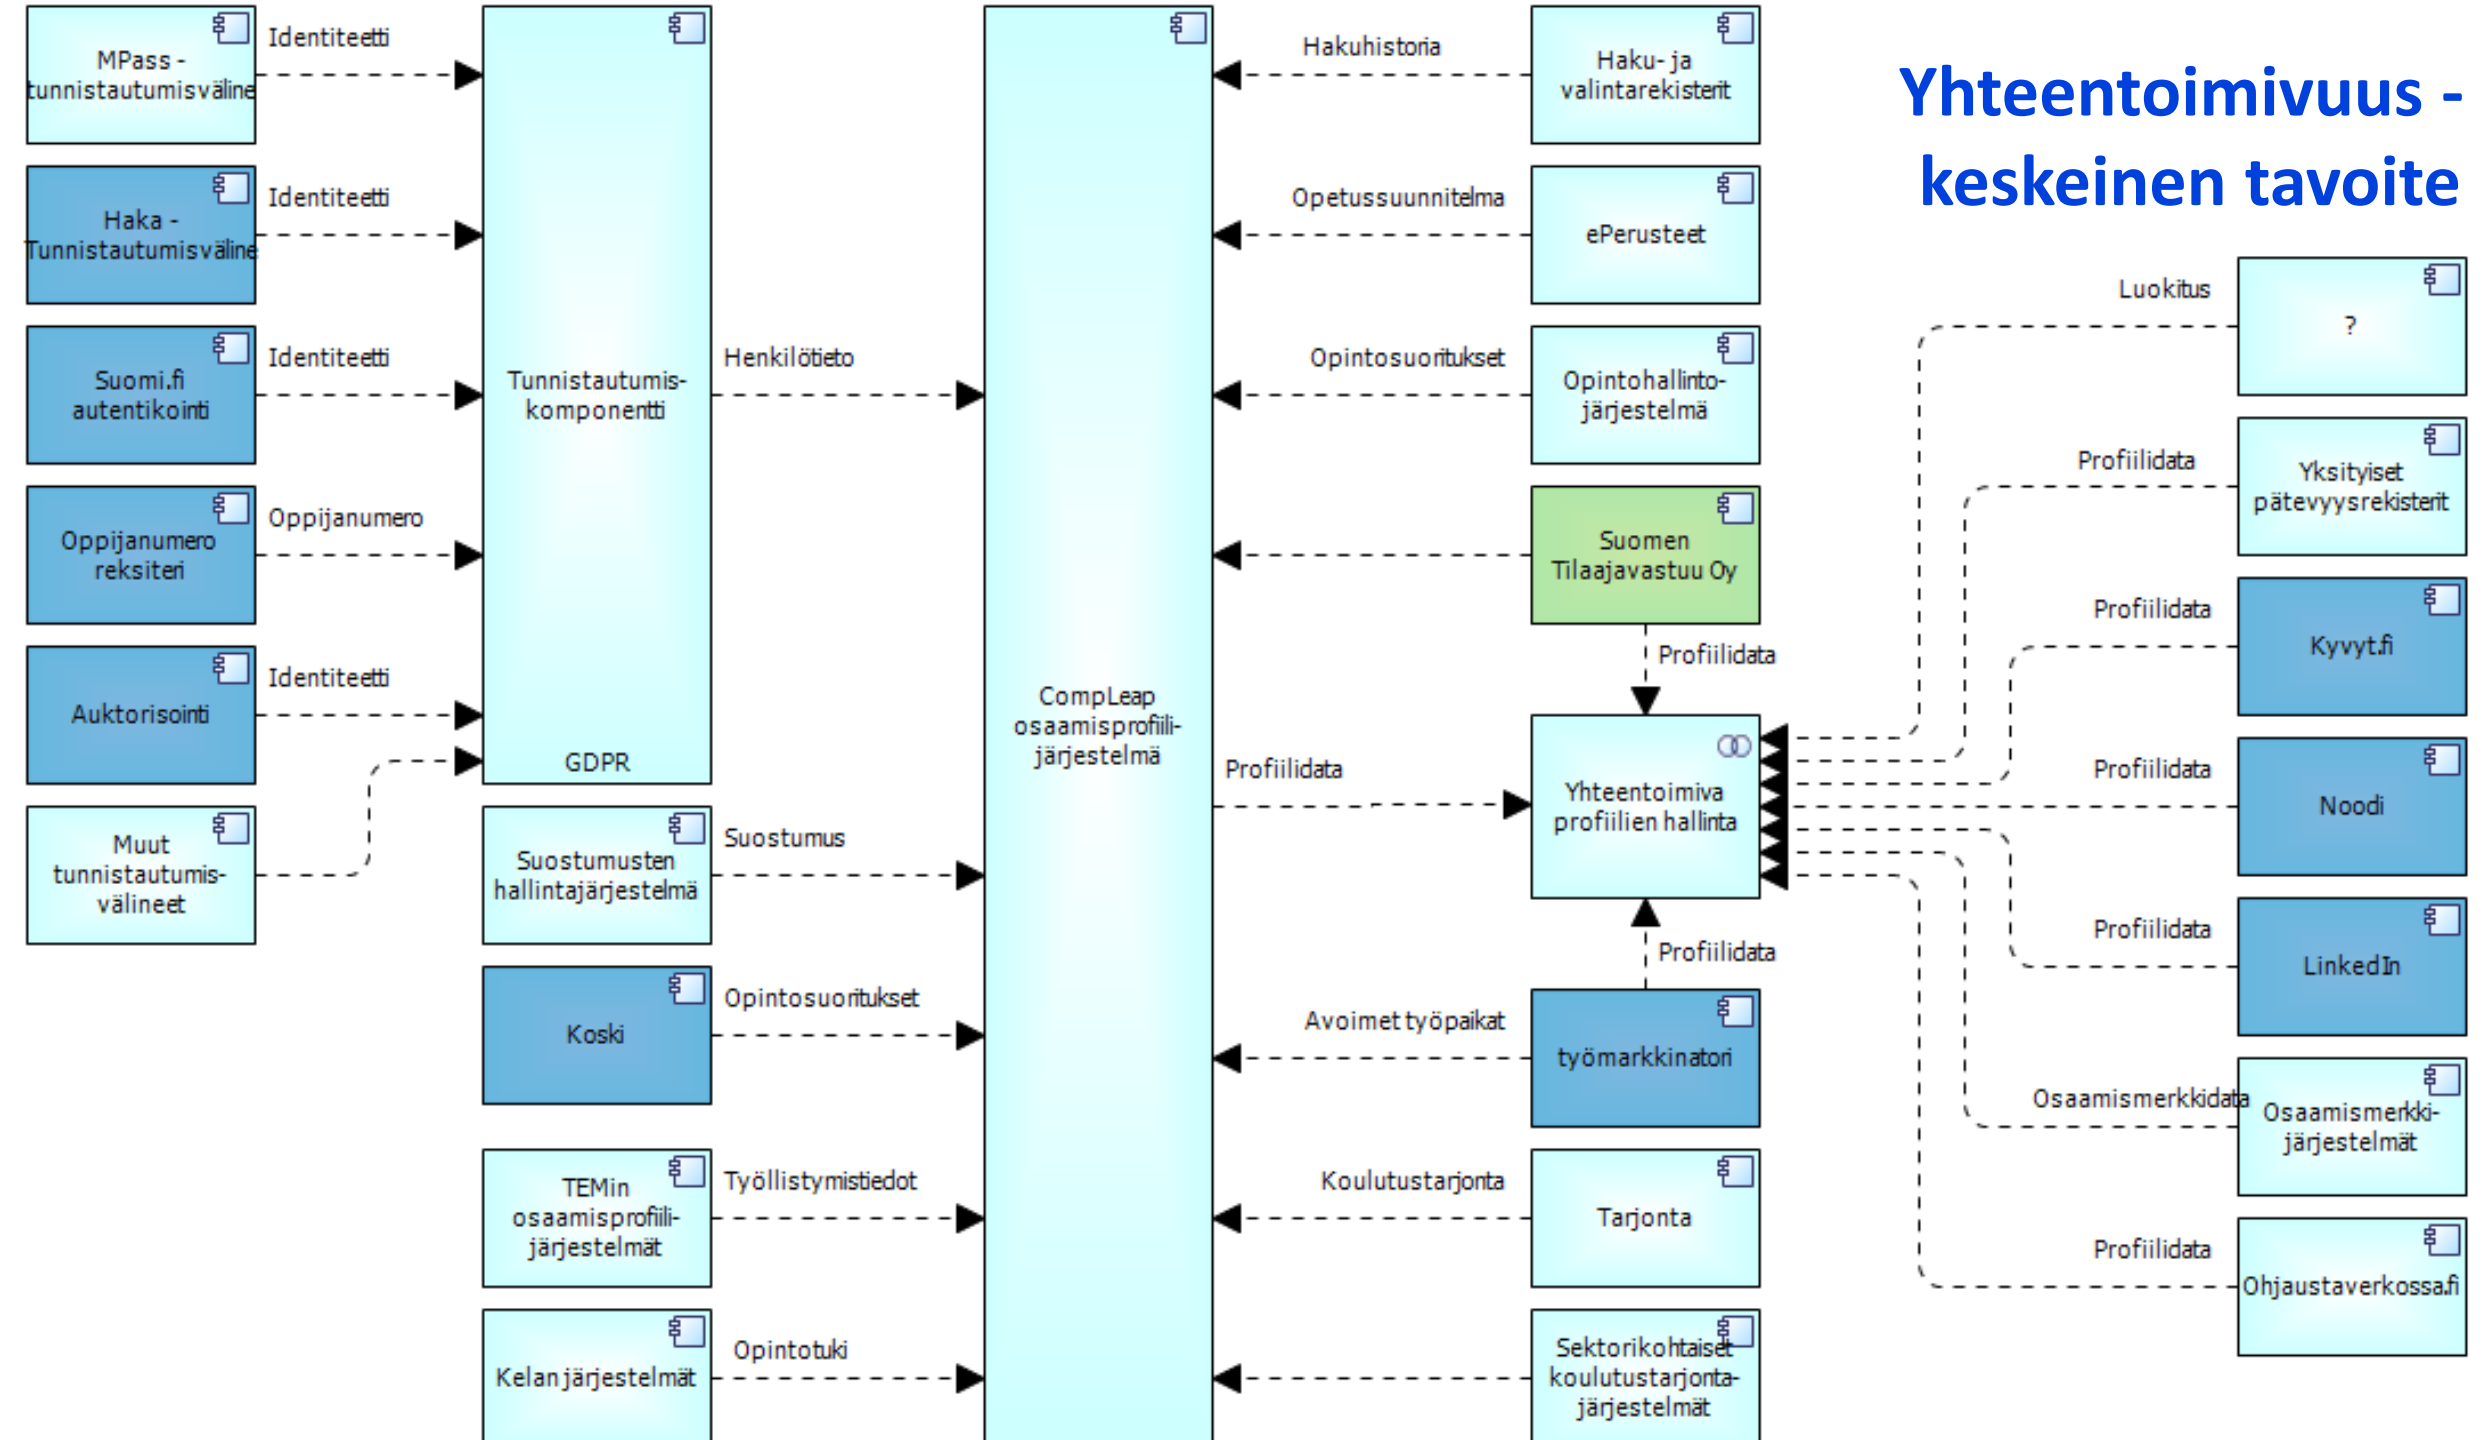 Yhteentoimivuus -
keskeinen tavoite
MPass -
tunnistautumisväline
Identiteetti
Haka -
Tunnistautumisväline
Identiteetti
Suomi.fi
autentikointi
Identiteetti
Oppijanumero
reksiteri
Oppijanumero
Auktorisointi
Identiteetti
Muut
tunnistautumis-
välineet
Tunnistautumis-
komponentti
GDPR
Henkilötieto
Suostumusten
hallintajärjestelmä
Suostumus
Koski
Opintosuoritukset
TEMin
osaamisprofiili-
järjestelmät
Työllistymistiedot
Kelan järjestelmät
Opintotuki
CompLeap
osaamisprofiili-
järjestelmä
Profiilidata
Hakuhistoria
Haku- ja
valintarekisterit
Opetussuunnitelma
ePerusteet
Opintosuoritukset
Opintohallinto-
järjestelmä
Suomen
Tilaajavastuu Oy
Profiilidata
Yhteentoimiva
profiilien hallinta
Profiilidata
Avoimet työpaikat
työmarkkinatori
Koulutustarjonta
Tarjonta
Sektorikohtaiset
koulutustarjonta-
järjestelmät
Luokitus
?
Profiilidata
Yksityiset
pätevyysrekisterit
Profiilidata
Kyvyt.fi
Profiilidata
Noodi
Profiilidata
LinkedIn
Osaamismerkkidata
Osaamismerkki-
järjestelmät
Profiilidata
Ohjaustaverkossa.fi